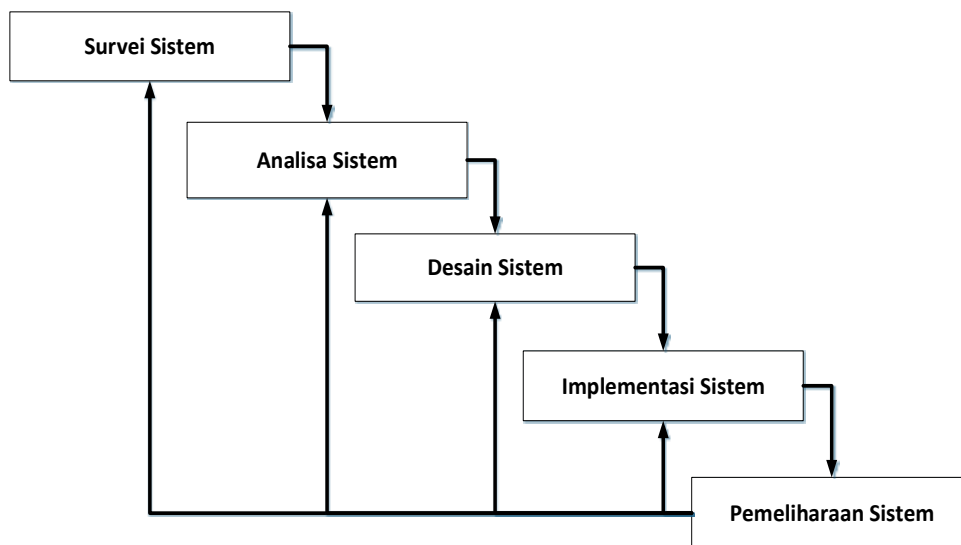 Survei Sistem
Analisa Sistem
Desain Sistem
Implementasi Sistem
Pemeliharaan Sistem